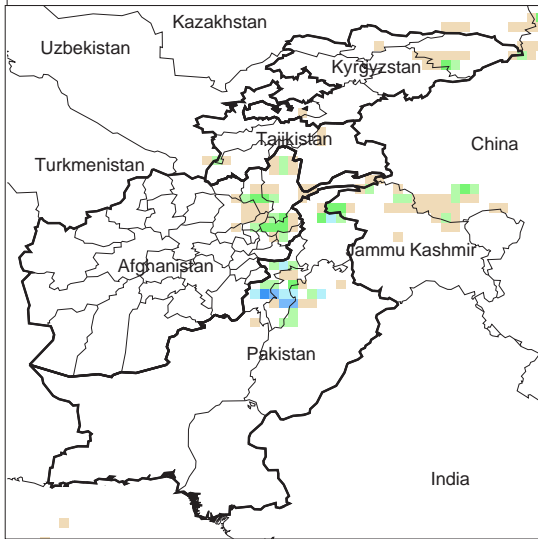 Kazakhstan
Uzbekistan
Kyrgyzstan
Tajikistan
China
Turkmenistan
Jammu Kashmir
Afghanistan
Pakistan
India